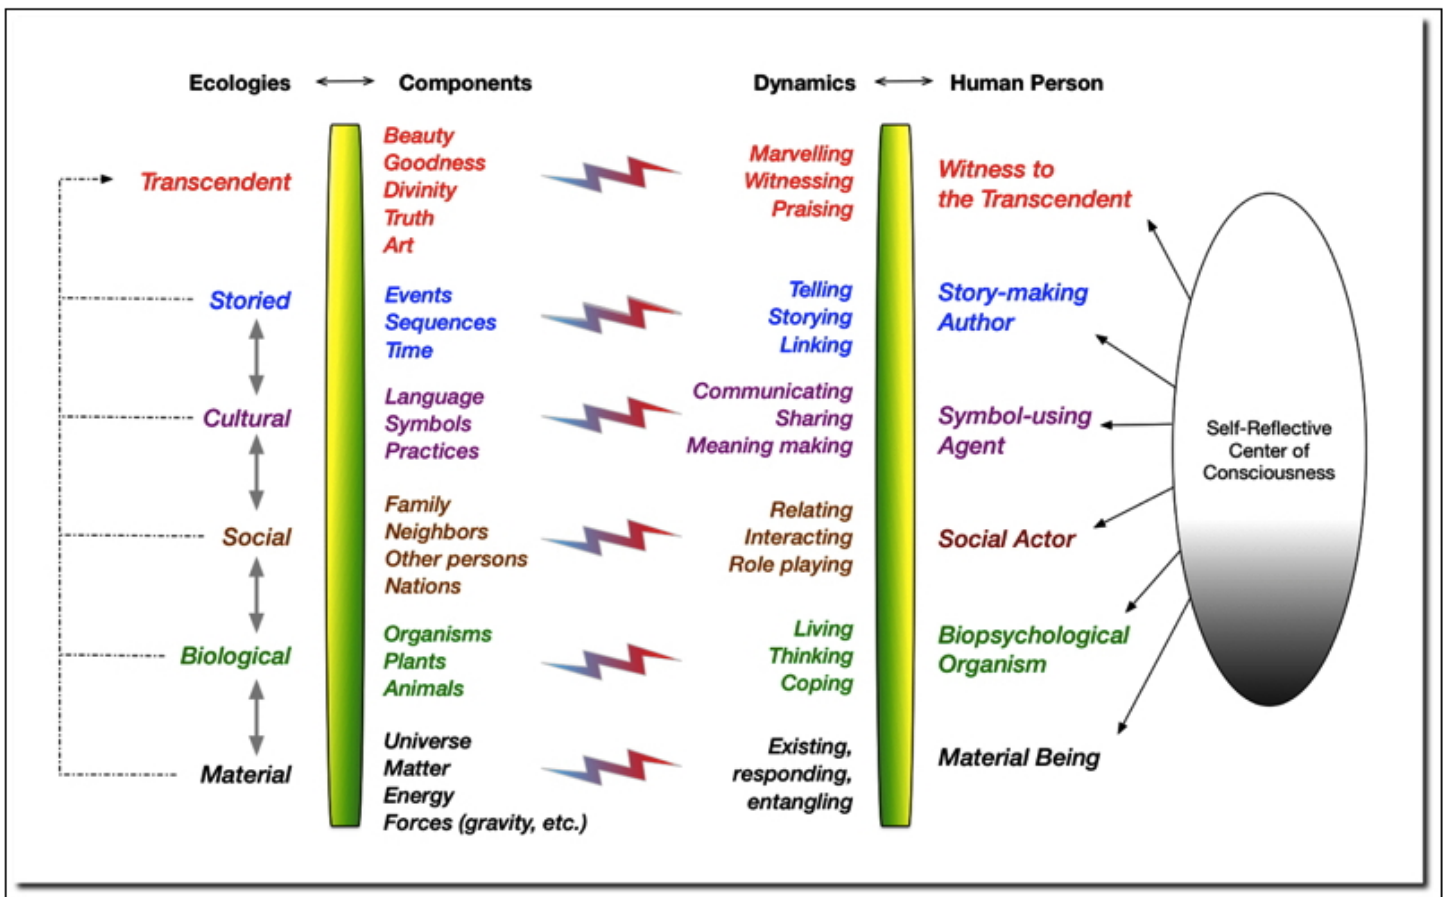 Ecologies Components Dynamics Human Person
Transcendent
Beauty
Goodness
Divinity
Truth
Art
Marvelling
Witnessing
Praising
Witness to
the Transcendent
Storied
Events
Sequences
Time
Telling
Storying
Linking
Story-making
Author
Cultural
Language
Symbols
Practices
Communicating
Sharing
Meaning making
Symbol-using
Agent
Social
Family
Neighbors
Other persons
Nations
Relating
Interacting
Role playing
Social Actor
Biological
Organisms
Plants
Animals
Living
Thinking
Coping
Biopsychological
Organism
Material
Universe
Matter
Energy
Forces (gravity, etc.)
Existing,
responding,
entangling
Material Being
Self-Reflective
Center of
Consciousness